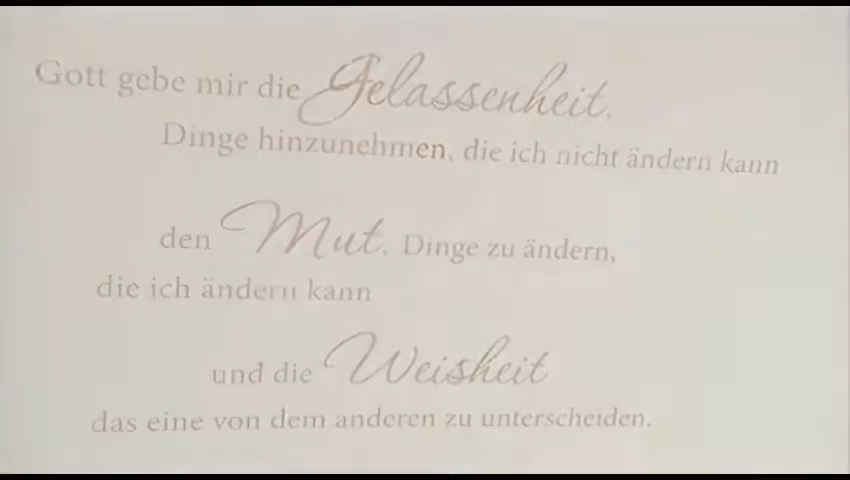 Gott gebe mir die Gelassenheit,
Dinge hinzunehmen, die ich nicht ändern kann
den Mut, Dinge zu ändern,
die ich ändern kann
und die Weisheit
das eine von dem anderen zu unterscheiden.